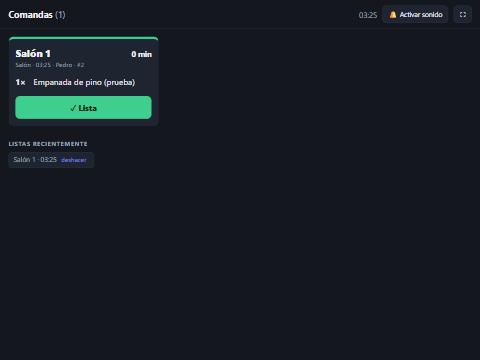 Comandas (1)
03:25
Activar sonido
Salón 1
0 min
Salón · 03:25 · Pedro · #2
1× Empanada de pino (prueba)
✓ Lista
LISTAS RECIENTEMENTE
Salón 1 · 03:25 deshacer